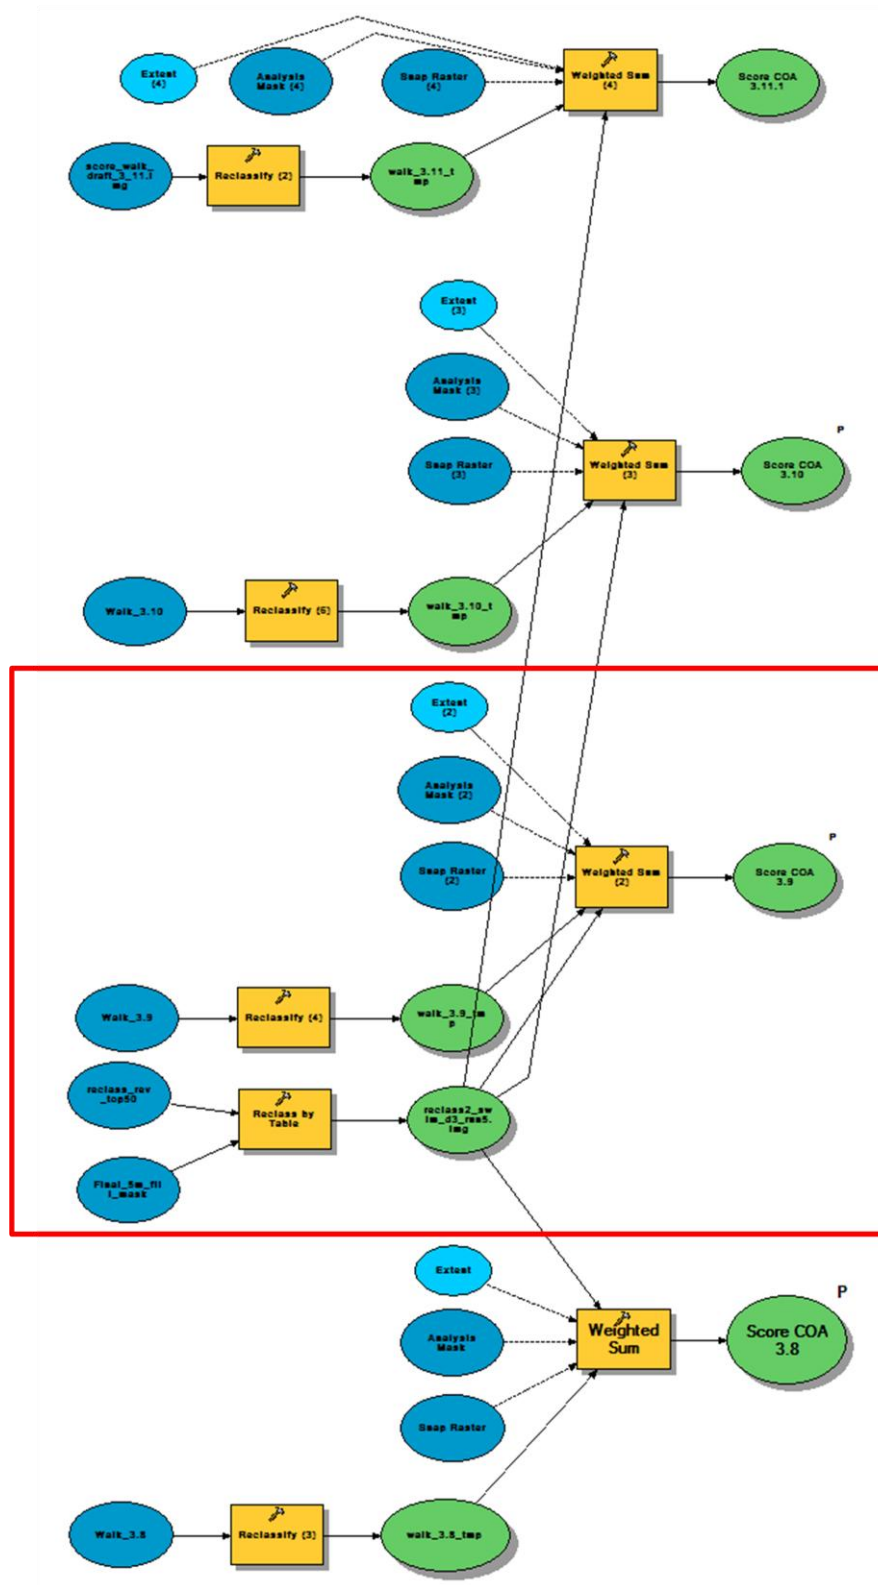 Extent
(4)
Analysis
Mask (4)
Snap Raster
(4)
Weighted Sum
(4)
Score COA
3.11.1
score_walk_
draft_3_11.i
mg
Reclassify (2)
walk_3.11_t
mp
Extent
(3)
Analysis
Mask (3)
Snap Raster
(3)
Weighted Sum
(3)
P
Score COA
3.10
Walk_3.10
Reclassify (5)
walk_3.10_t
mp
Extent
(2)
Analysis
Mask (2)
Snap Raster
(2)
Weighted Sum
(2)
P
Score COA
3.9
Walk_3.9
Reclassify (4)
walk_3.9_tm
p
reclass_rev
_top50
Reclass by
Table
reclass2_sw
im_d3_res5.
img
Final_5m_fil
l_mask
Extent
Analysis
Mask
Snap Raster
Weighted
Sum
P
Score COA
3.8
Walk_3.8
Reclassify (3)
walk_3.8_tmp